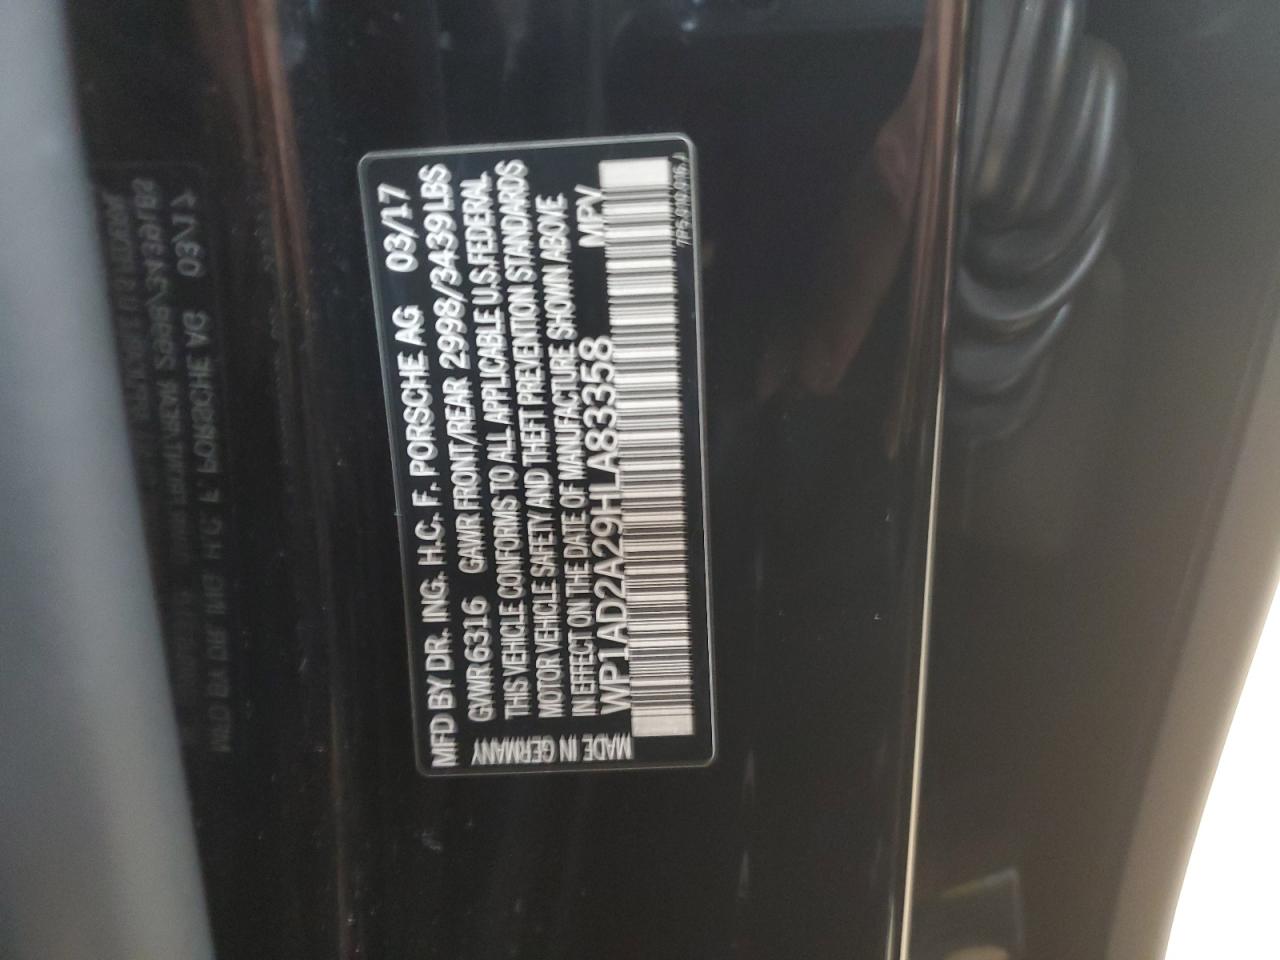 MFD BY DR. ING. H.C. F. PORSCHE AG 03/17
GVWR 6316 GAWR FRONT/REAR 2998/3439LBS
THIS VEHICLE CONFORMS TO ALL APPLICABLE U.S.FEDERAL
MOTOR VEHICLE SAFETY AND THEFT PREVENTION STANDARDS
IN EFFECT ON THE DATE OF MANUFACTURE SHOWN ABOVE
WP1AD2A29HLA83358 MPV
MADE IN GERMANY